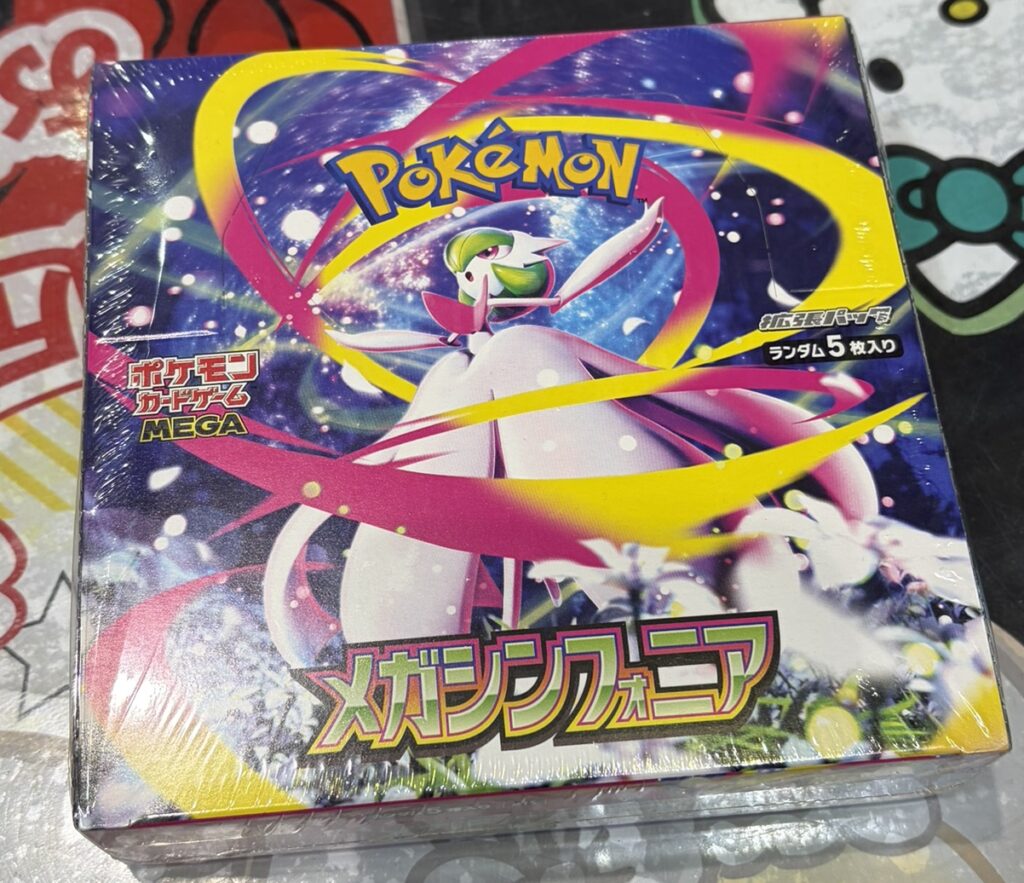 POKéMON
TM
拡張パック
ランダム5枚入り
ポケモン
カードゲーム
MEGA
メガシンフォニア